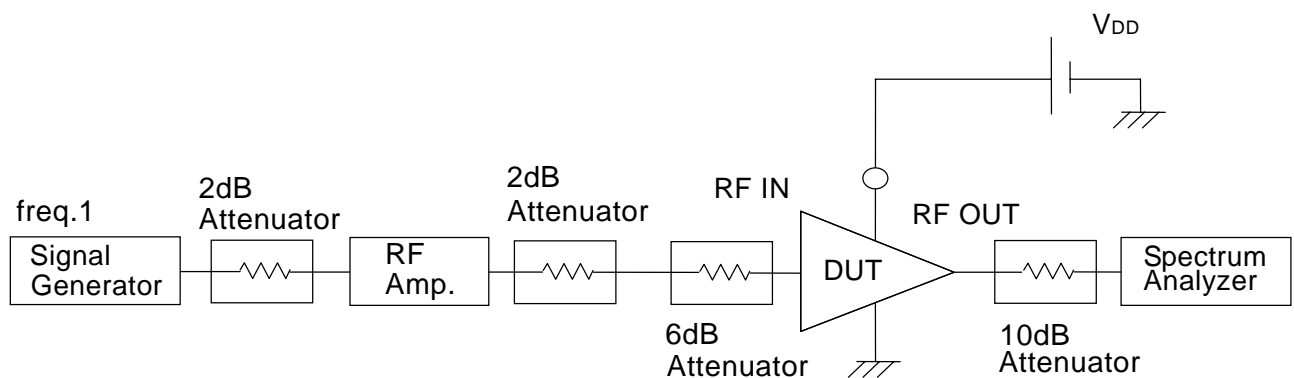 VDD
freq.1
Signal
Generator
2dB
Attenuator
RF
Amp.
2dB
Attenuator
6dB
Attenuator
RF IN
DUT
RF OUT
10dB
Attenuator
Spectrum
Analyzer